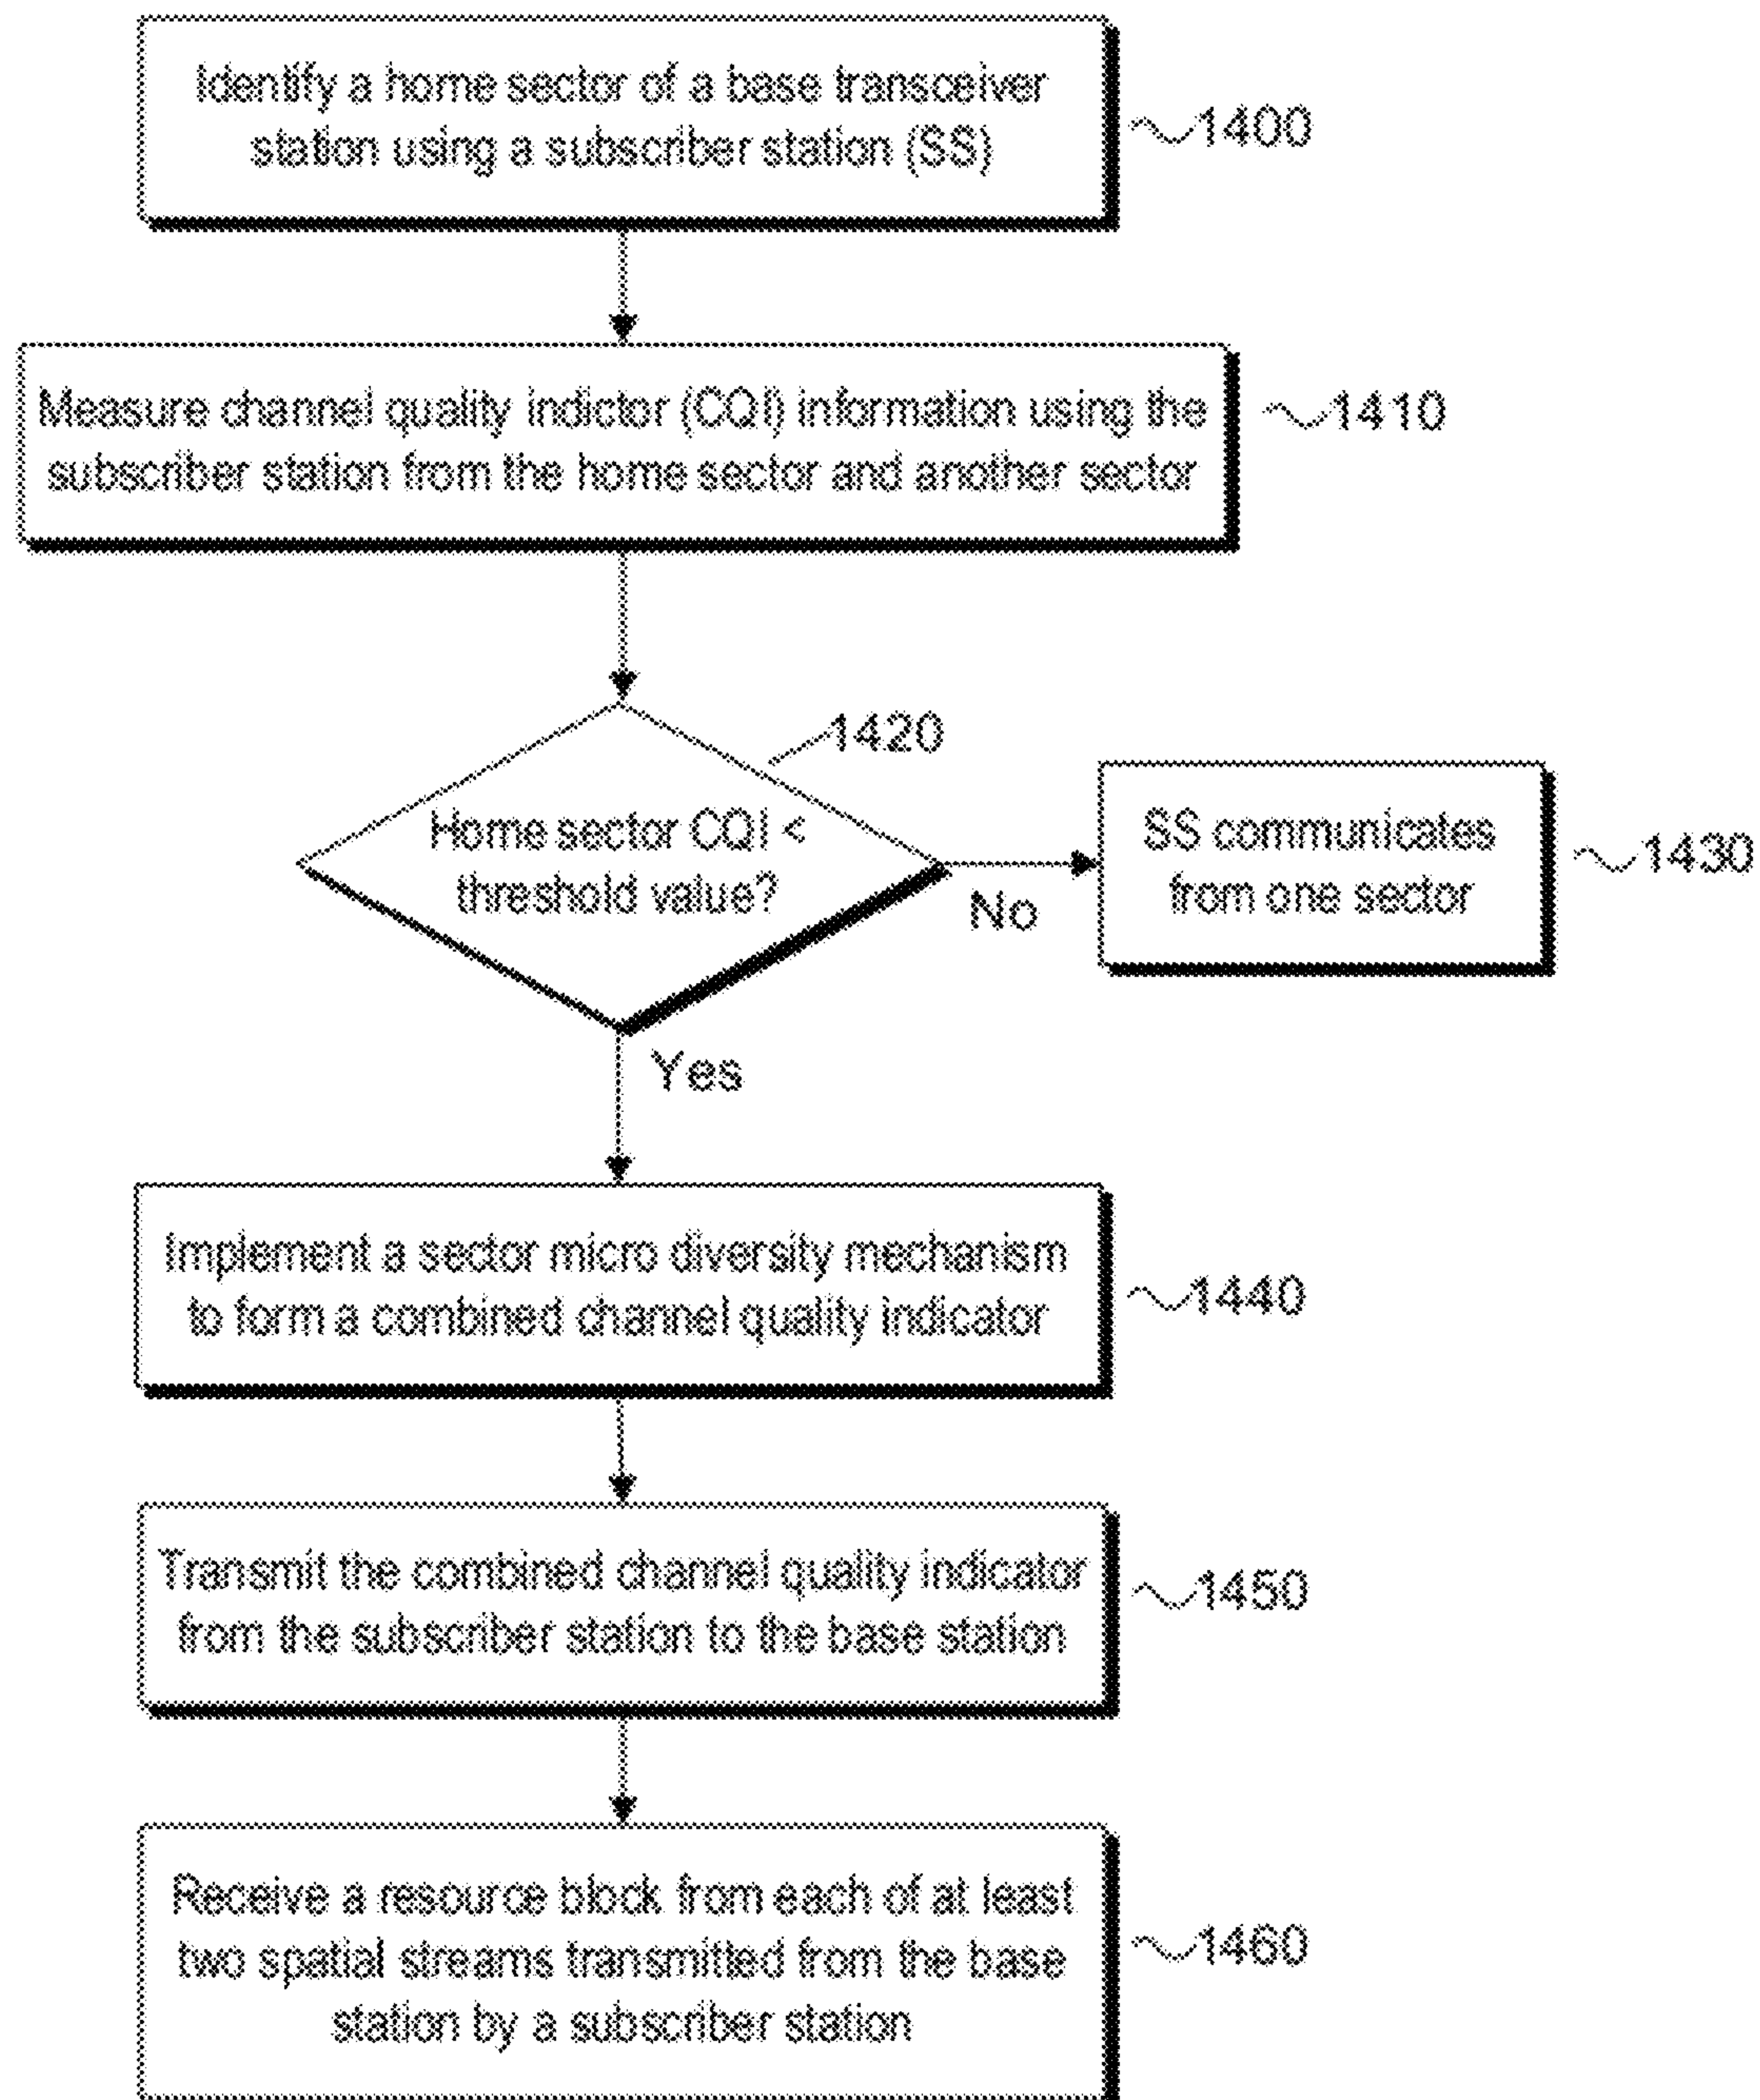 Identify a home sector of a base transceiver
station using a subscriber station (SS)
1400
Measure channel quality indictor (CQI) information using the
subscriber station from the home sector and another sector
1410
1420
Home sector CQI <
threshold value?
No
SS communicates
from one sector
1430
Yes
Implement a sector micro diversity mechanism
to form a combined channel quality indicator
1440
Transmit the combined channel quality indicator
from the subscriber station to the base station
1450
Receive a resource block from each of at least
two spatial streams transmitted from the base
station by a subscriber station
1460